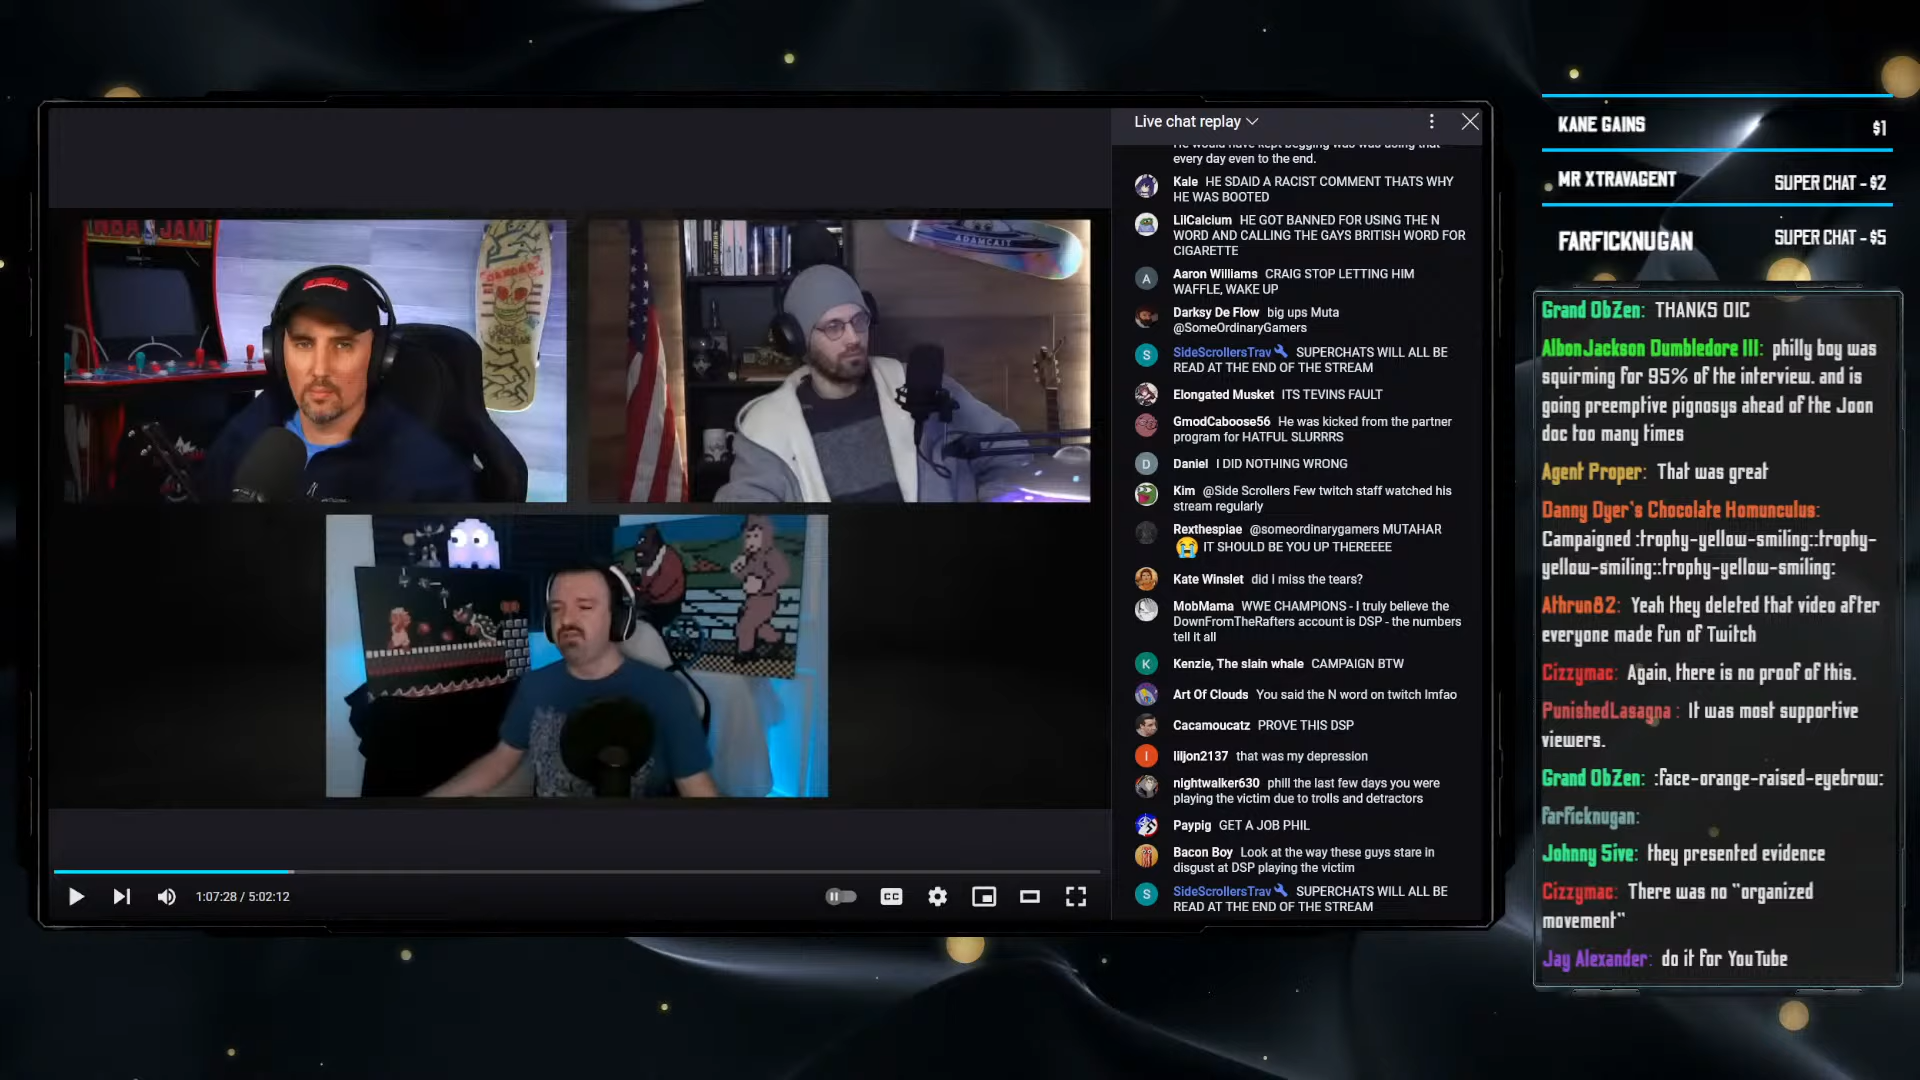 NBA JAM
ADAMCAIT
Live chat replay
He would have kept begging was was using that
every day even to the end.
Kale HE SDAID A RACIST COMMENT THATS WHY
HE WAS BOOTED
LilCalcium HE GOT BANNED FOR USING THE N
WORD AND CALLING THE GAYS BRITISH WORD FOR
CIGARETTE
A
Aaron Williams CRAIG STOP LETTING HIM
WAFFLE, WAKE UP
Darksy De Flow big ups Muta
@SomeOrdinaryGamers
S
SideScrollersTrav SUPERCHATS WILL ALL BE
READ AT THE END OF THE STREAM
Elongated Musket ITS TEVINS FAULT
GmodCaboose56 He was kicked from the partner
program for HATFUL SLURRRS
D
Daniel I DID NOTHING WRONG
Kim @Side Scrollers Few twitch staff watched his
stream regularly
Rexthespiae @someordinarygamers MUTAHAR
IT SHOULD BE YOU UP THEREEEE
Kate Winslet did I miss the tears?
MobMama WWE CHAMPIONS - I truly believe the
DownFromTheRafters account is DSP - the numbers
tell it all
K
Kenzie, The slain whale CAMPAIGN BTW
Art Of Clouds You said the N word on twitch lmfao
Cacamoucatz PROVE THIS DSP
l
liljon2137 that was my depression
nightwalker630 phill the last few days you were
playing the victim due to trolls and detractors
Paypig GET A JOB PHIL
Bacon Boy Look at the way these guys stare in
disgust at DSP playing the victim
S
SideScrollersTrav SUPERCHATS WILL ALL BE
READ AT THE END OF THE STREAM
1:07:28 / 5:02:12
CC
KANE GAINS $1
MR XTRAVAGENT SUPER CHAT - $2
FARFICKNUGAN SUPER CHAT - $5
Grand ObZen: THANKS OIC
AlbonJackson Dumbledore III: philly boy was
squirming for 95% of the interview. and is
going preemptive pignosys ahead of the Joon
doc too many times
Agent Proper: That was great
Danny Dyer's Chocolate Homunculus:
Campaigned :trophy-yellow-smiling::trophy-
yellow-smiling::trophy-yellow-smiling:
Athrun82: Yeah they deleted that video after
everyone made fun of Twitch
Cizzymac: Again, there is no proof of this.
PunishedLasagna : It was most supportive
viewers.
Grand ObZen: :face-orange-raised-eyebrow:
farficknugan:
Johnny 5ive: they presented evidence
Cizzymac: There was no "organized
movement"
Jay Alexander: do it for YouTube